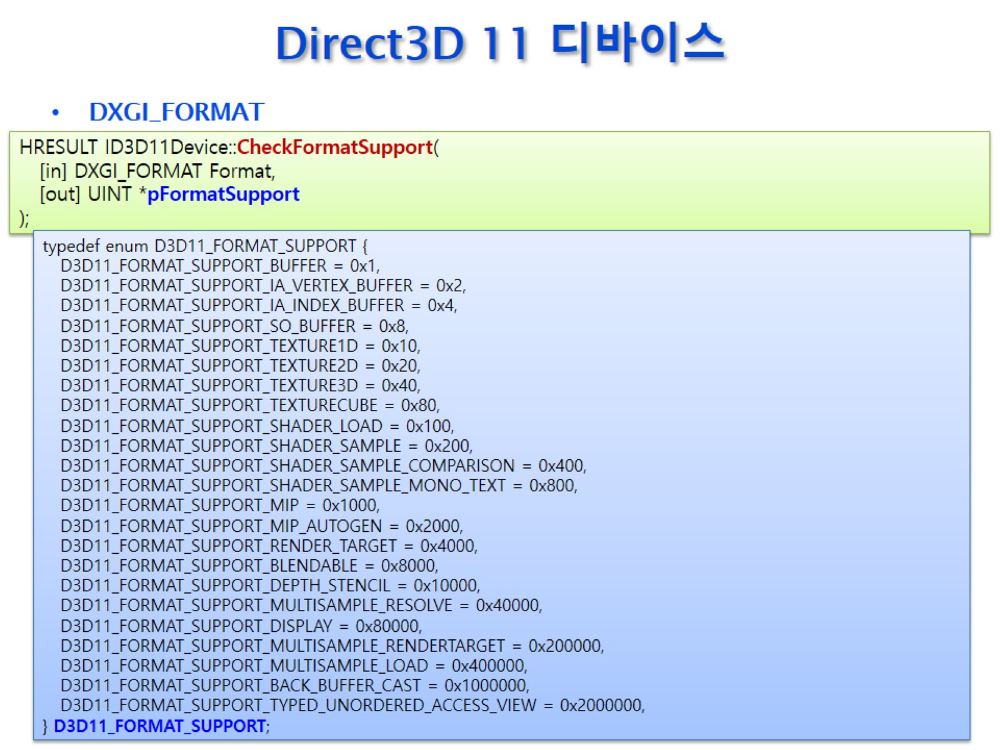 Direct3D 11 디바이스
• DXGI_FORMAT
HRESULT ID3D11Device::CheckFormatSupport(
[in] DXGI_FORMAT Format,
[out] UINT *pFormatSupport
);
typedef enum D3D11_FORMAT_SUPPORT {
D3D11_FORMAT_SUPPORT_BUFFER = 0x1,
D3D11_FORMAT_SUPPORT_IA_VERTEX_BUFFER = 0x2,
D3D11_FORMAT_SUPPORT_IA_INDEX_BUFFER = 0x4,
D3D11_FORMAT_SUPPORT_SO_BUFFER = 0x8,
D3D11_FORMAT_SUPPORT_TEXTURE1D = 0x10,
D3D11_FORMAT_SUPPORT_TEXTURE2D = 0x20,
D3D11_FORMAT_SUPPORT_TEXTURE3D = 0x40,
D3D11_FORMAT_SUPPORT_TEXTURECUBE = 0x80,
D3D11_FORMAT_SUPPORT_SHADER_LOAD = 0x100,
D3D11_FORMAT_SUPPORT_SHADER_SAMPLE = 0x200,
D3D11_FORMAT_SUPPORT_SHADER_SAMPLE_COMPARISON = 0x400,
D3D11_FORMAT_SUPPORT_SHADER_SAMPLE_MONO_TEXT = 0x800,
D3D11_FORMAT_SUPPORT_MIP = 0x1000,
D3D11_FORMAT_SUPPORT_MIP_AUTOGEN = 0x2000,
D3D11_FORMAT_SUPPORT_RENDER_TARGET = 0x4000,
D3D11_FORMAT_SUPPORT_BLENDABLE = 0x8000,
D3D11_FORMAT_SUPPORT_DEPTH_STENCIL = 0x10000,
D3D11_FORMAT_SUPPORT_MULTISAMPLE_RESOLVE = 0x40000,
D3D11_FORMAT_SUPPORT_DISPLAY = 0x80000,
D3D11_FORMAT_SUPPORT_MULTISAMPLE_RENDERTARGET = 0x200000,
D3D11_FORMAT_SUPPORT_MULTISAMPLE_LOAD = 0x400000,
D3D11_FORMAT_SUPPORT_BACK_BUFFER_CAST = 0x1000000,
D3D11_FORMAT_SUPPORT_TYPED_UNORDERED_ACCESS_VIEW = 0x2000000,
} D3D11_FORMAT_SUPPORT;